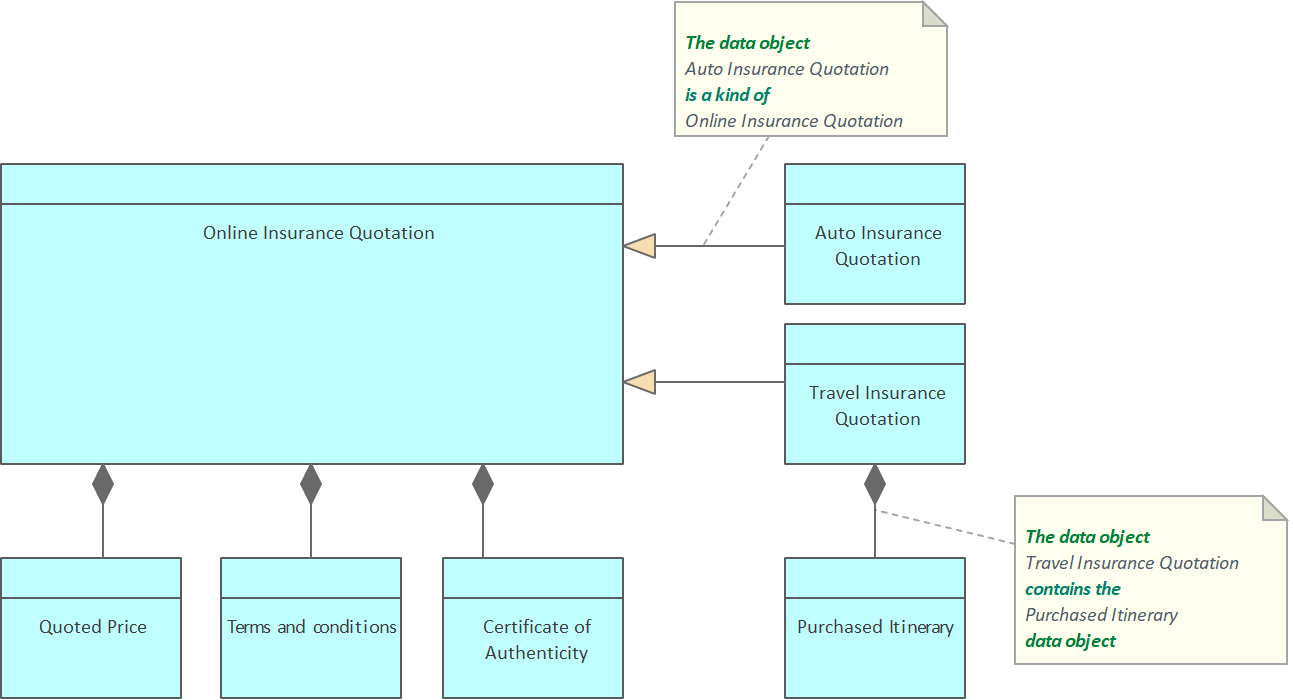 The data object
Auto Insurance Quotation
is a kind of
Online Insurance Quotation
Online Insurance Quotation
Auto Insurance
Quotation
Travel Insurance
Quotation
Quoted Price
Terms and conditions
Certificate of
Authenticity
Purchased Itinerary
The data object
Travel Insurance Quotation
contains the
Purchased Itinerary
data object